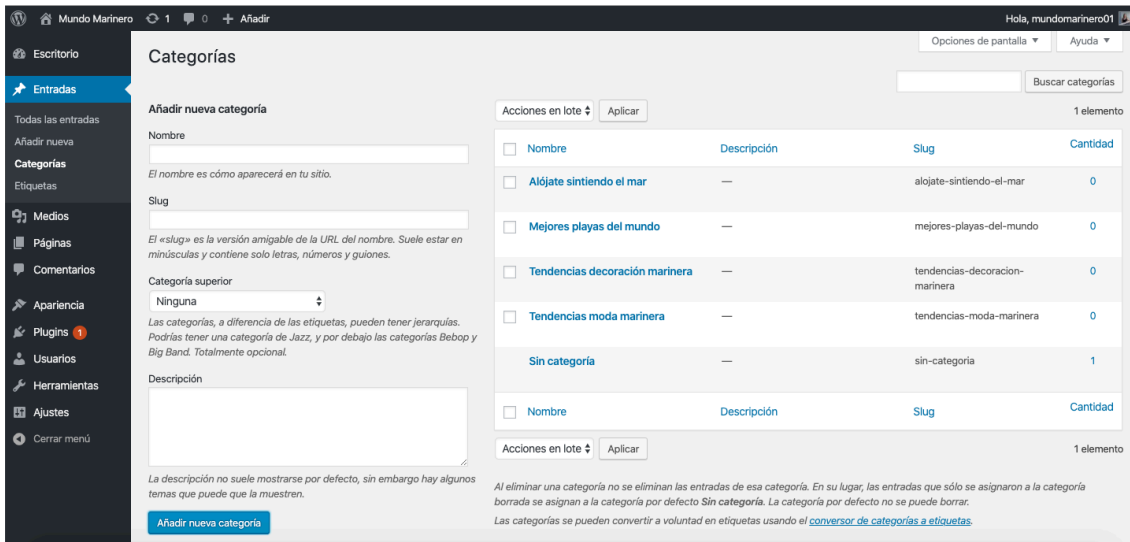 Mundo Marinero 1 0 + Añadir Hola, mundomarinero01
Escritorio
Entradas
Todas las entradas
Añadir nueva
Categorías
Etiquetas
Medios
Páginas
Comentarios
Apariencia
Plugins 1
Usuarios
Herramientas
Ajustes
Cerrar menú
Opciones de pantalla ▼ Ayuda ▼
Categorías
Buscar categorías
Añadir nueva categoría
Nombre
El nombre es cómo aparecerá en tu sitio.
Slug
El «slug» es la versión amigable de la URL del nombre. Suele estar en
minúsculas y contiene solo letras, números y guiones.
Categoría superior
Ninguna
Las categorías, a diferencia de las etiquetas, pueden tener jerarquías.
Podrías tener una categoría de Jazz, y por debajo las categorías Bebop y
Big Band. Totalmente opcional.
Descripción
La descripción no suele mostrarse por defecto, sin embargo hay algunos
temas que puede que la muestren.
Añadir nueva categoría
Acciones en lote Aplicar 1 elemento
Nombre Descripción Slug Cantidad
Alójate sintiendo el mar — alojate-sintiendo-el-mar 0
Mejores playas del mundo — mejores-playas-del-mundo 0
Tendencias decoración marinera — tendencias-decoracion- 0
marinera
Tendencias moda marinera — tendencias-moda-marinera 0
Sin categoría — sin-categoria 1
Nombre Descripción Slug Cantidad
Acciones en lote Aplicar 1 elemento
Al eliminar una categoría no se eliminan las entradas de esa categoría. En su lugar, las entradas que sólo se asignaron a la categoría
borrada se asignan a la categoría por defecto Sin categoría. La categoría por defecto no se puede borrar.
Las categorías se pueden convertir a voluntad en etiquetas usando el conversor de categorías a etiquetas.